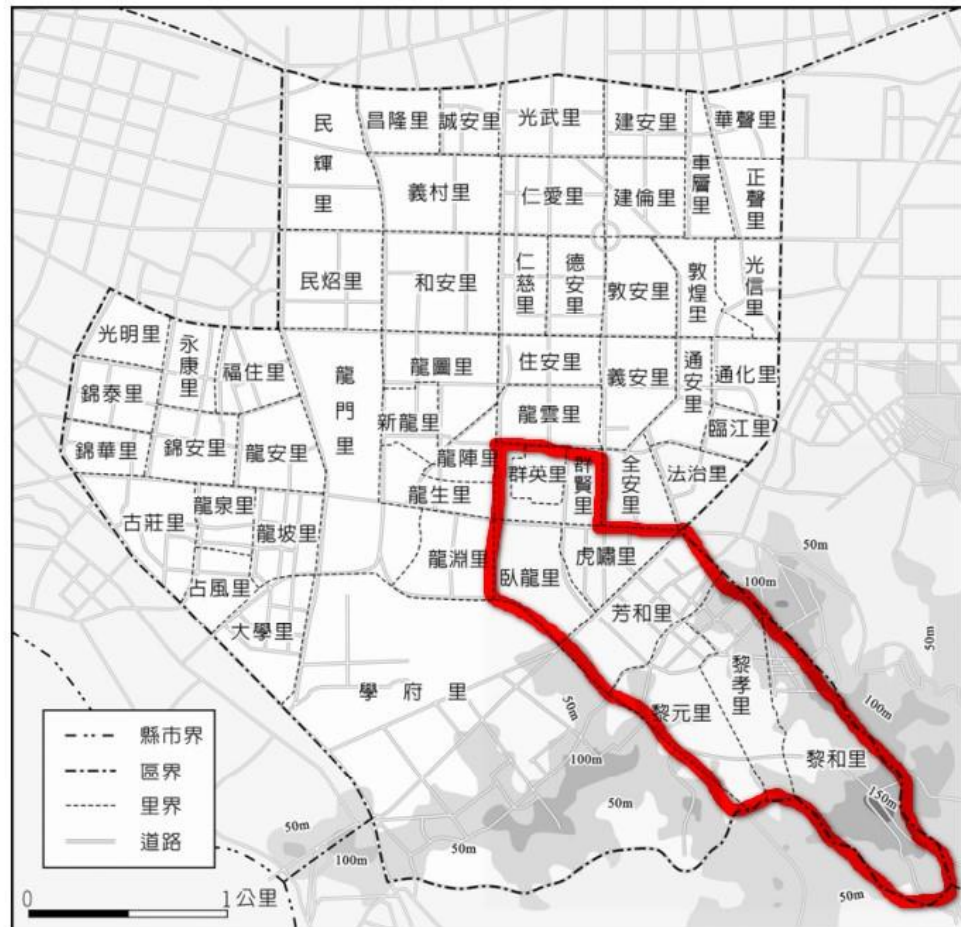 民輝里
昌隆里
誠安里
光武里
建安里
華聲里
車層里
義村里
仁愛里
建倫里
正聲里
民炤里
和安里
仁慈里
德安里
敦安里
敦煌里
光信里
光明里
永康里
福住里
龍門里
龍圖里
住安里
義安里
通安里
通化里
錦泰里
新龍里
龍雲里
臨江里
錦華里
錦安里
龍安里
龍陣里
群英里
群賢里
全安里
法治里
龍生里
古莊里
龍泉里
龍坡里
龍淵里
臥龍里
虎嘯里
50m
占風里
100m
大學里
芳和里
50m
學府里
黎孝里
50m
黎元里
100m
縣市界
區界
里界
道路
100m
黎和里
150m
50m
50m
100m
50m
50m
0
1公里